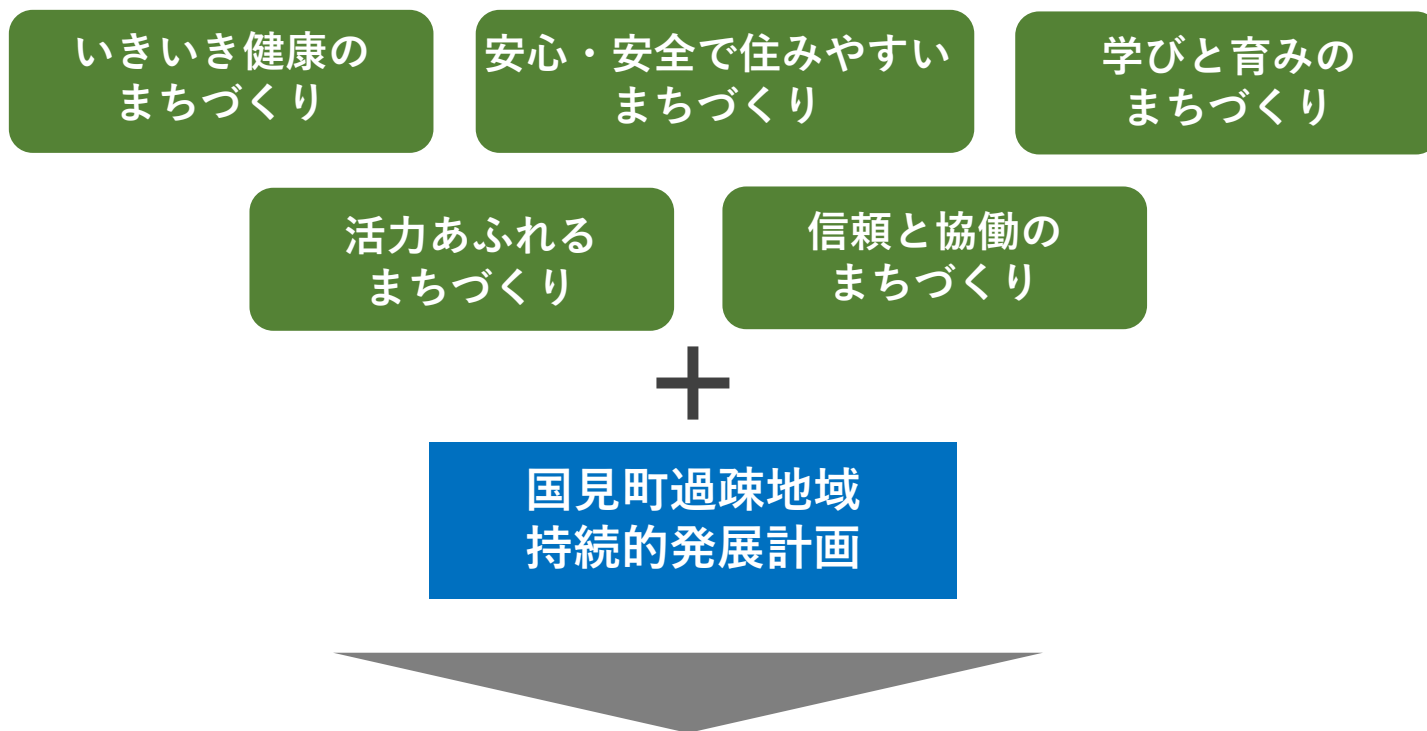 いきいき健康の
まちづくり
安心・安全で住みやすい
まちづくり
学びと育みの
まちづくり
活力あふれる
まちづくり
信頼と協働の
まちづくり
＋
国見町過疎地域
持続的発展計画